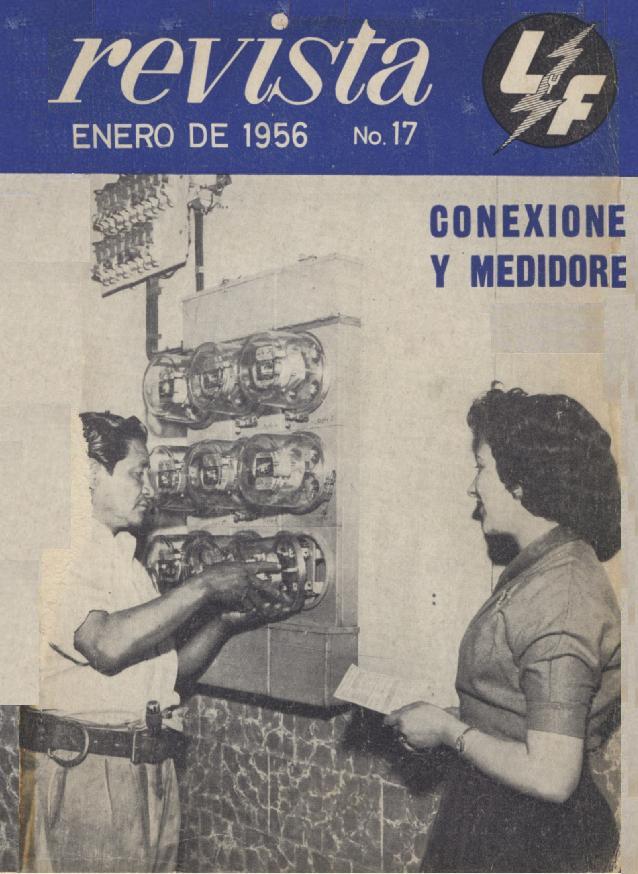 revista
LF
ENERO DE 1956 No. 17
CONEXIONE
Y MEDIDORE